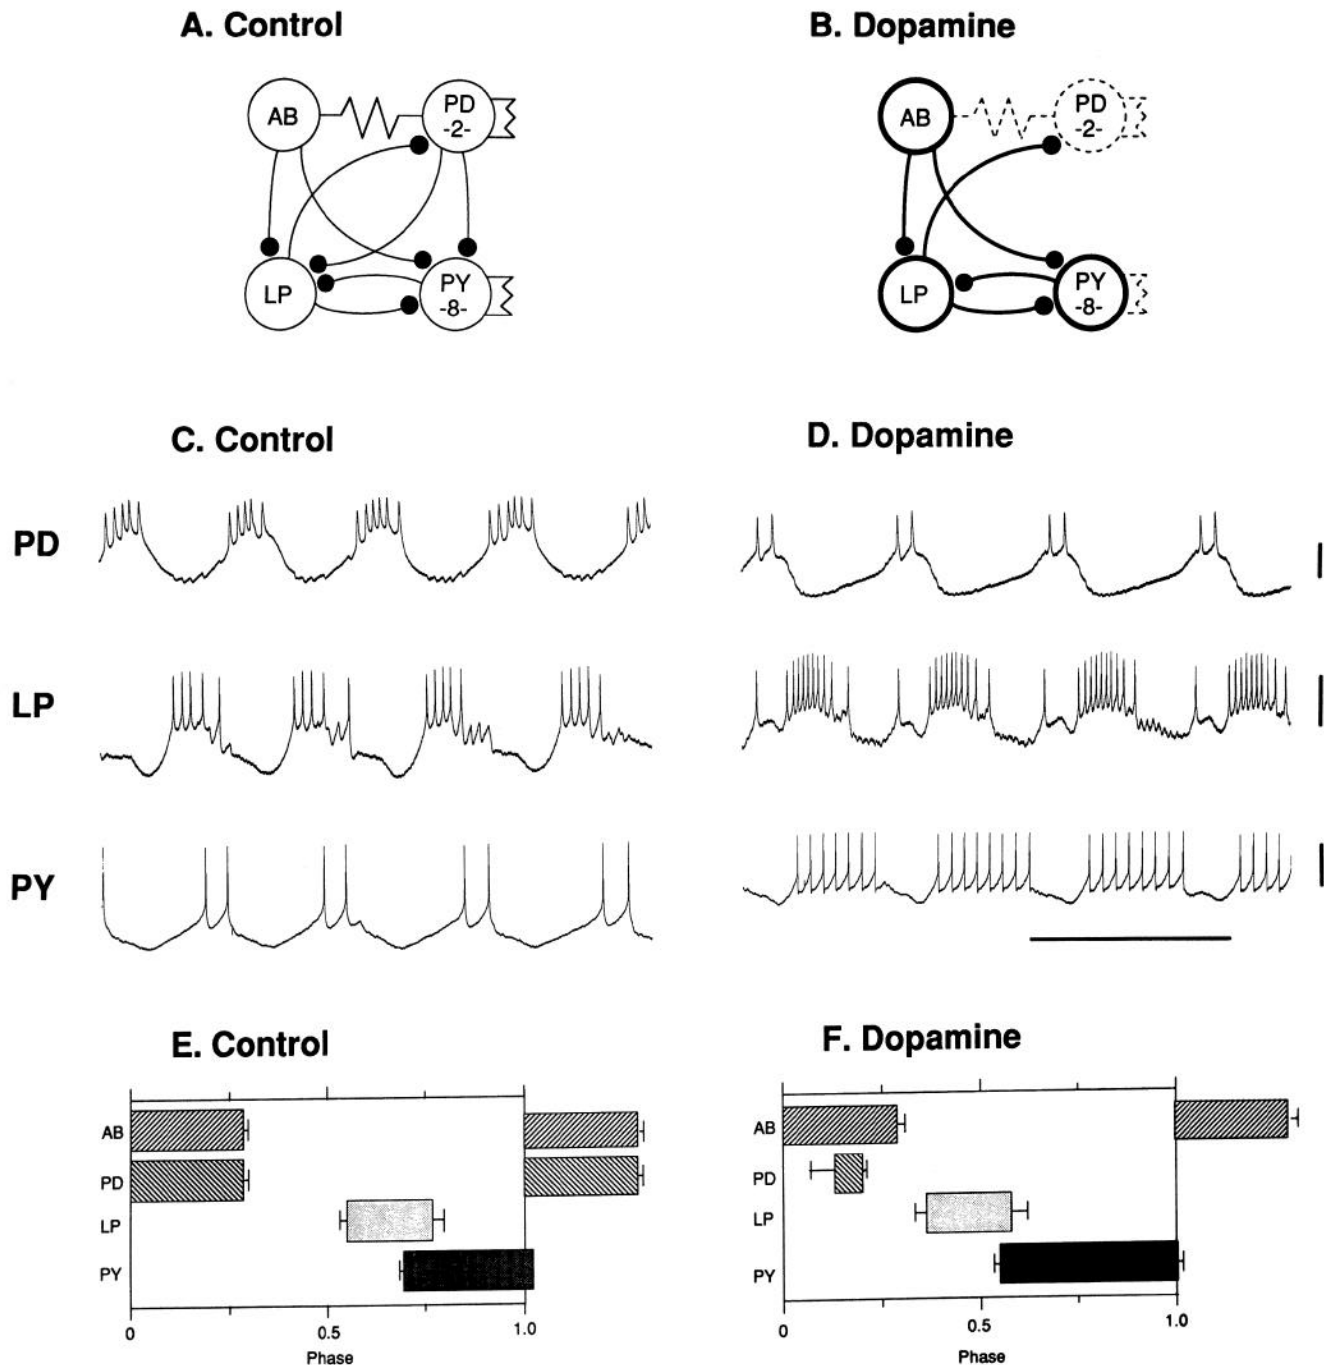 A. Control
B. Dopamine
AB
PD
-2-
LP
PY
-8-
AB
PD
-2-
LP
PY
-8-
C. Control
D. Dopamine
PD
LP
PY
E. Control
F. Dopamine
AB
PD
LP
PY
0
0.5
1.0
Phase
AB
PD
LP
PY
0
0.5
1.0
Phase